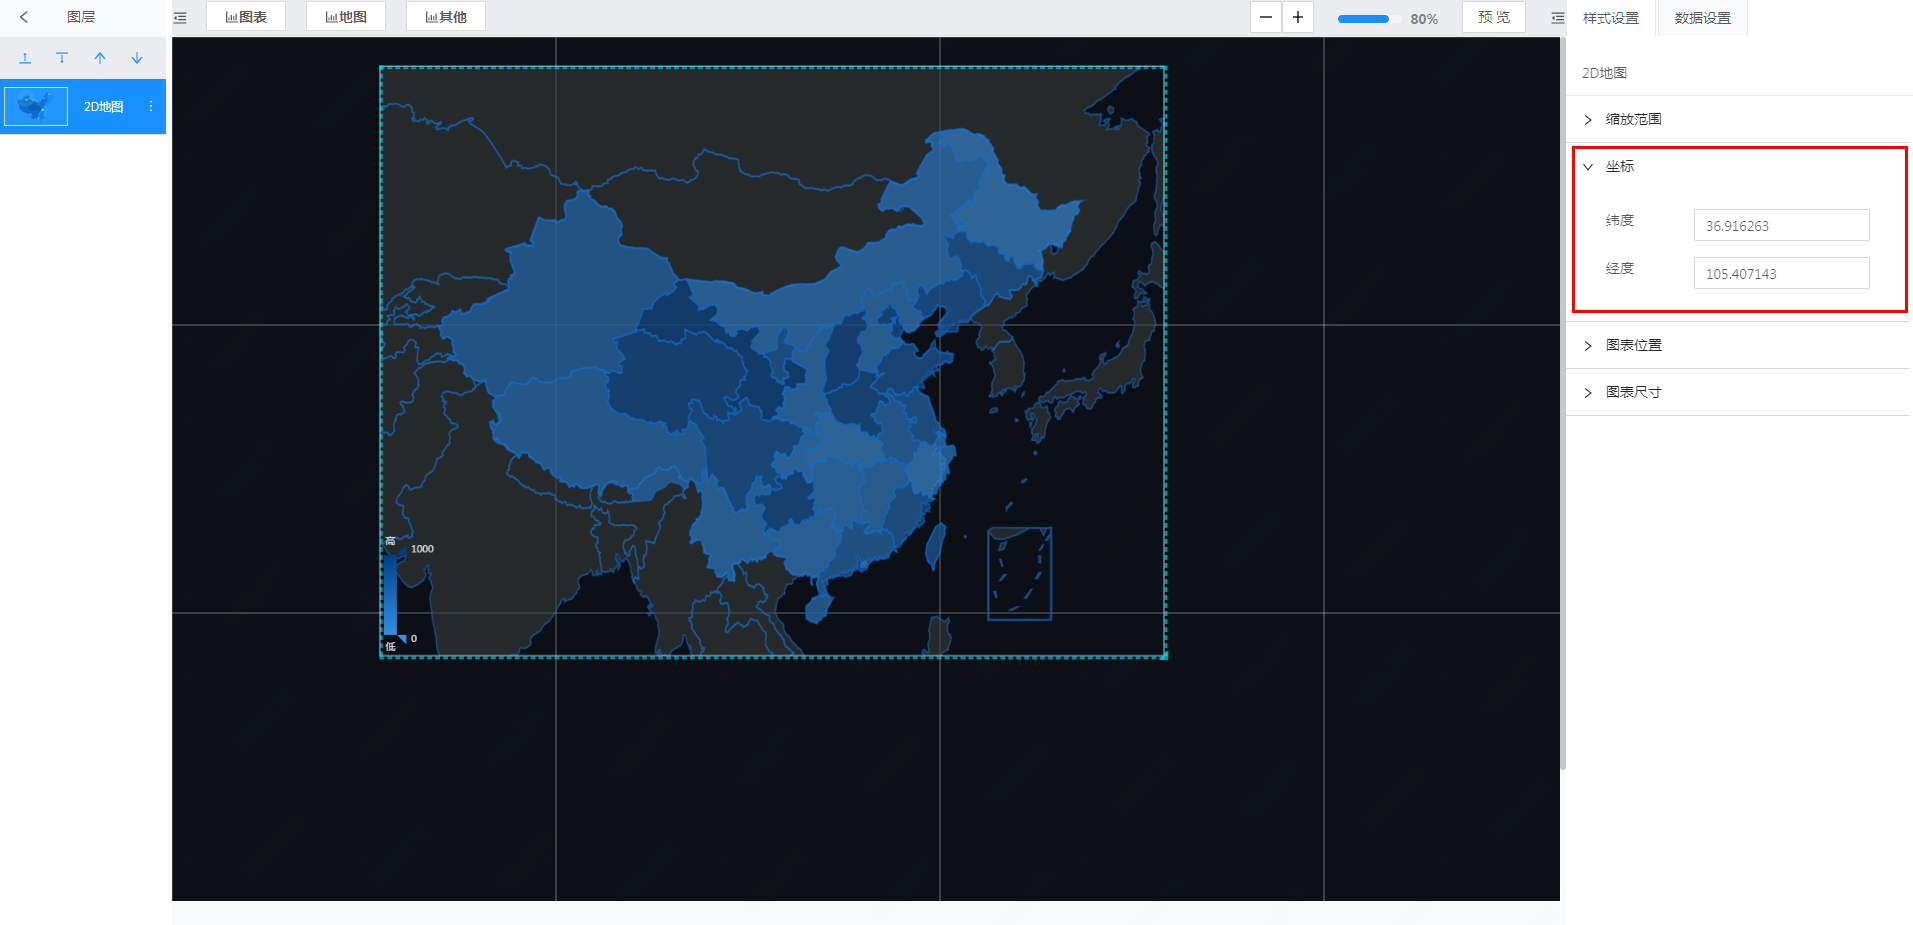 图层
图表
地图
其他
80%
预 览
样式设置
数据设置
2D地图
2D地图
缩放范围
坐标
纬度
36.916263
经度
105.407143
图表位置
图表尺寸
高
1000
0
低